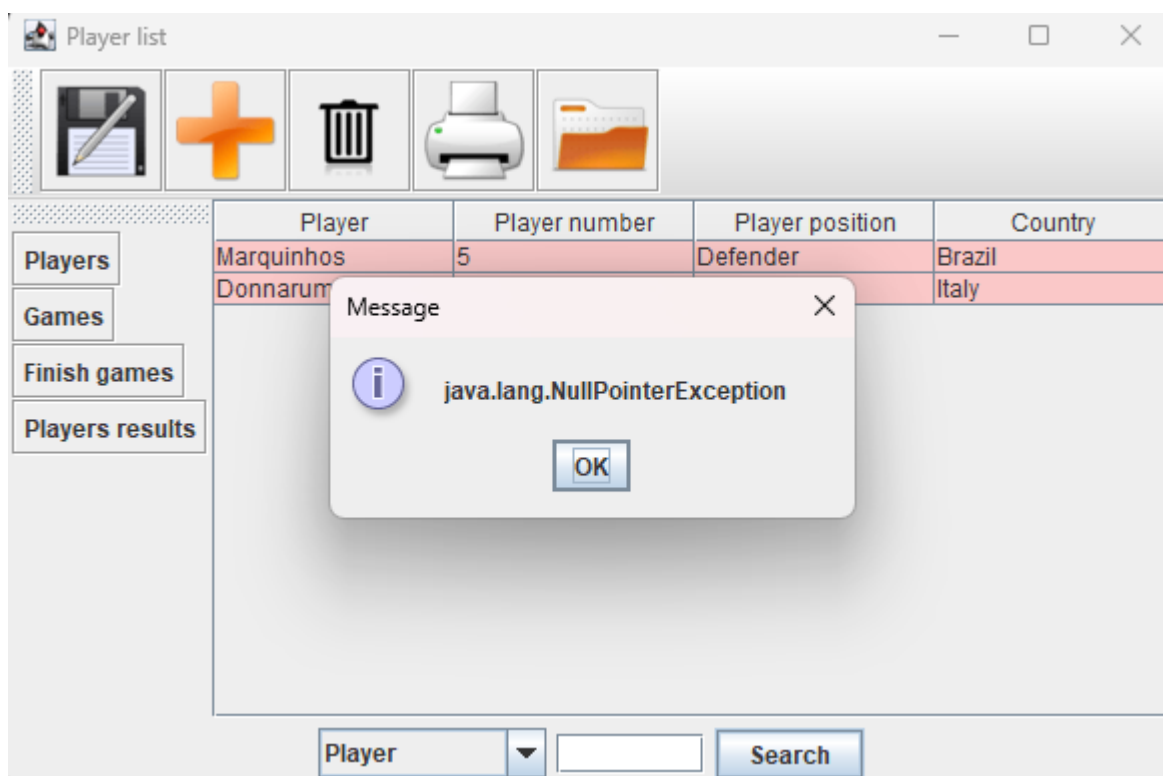 Player list
Player Player number Player position Country
Marquinhos 5 Defender Brazil
Donnarum Italy
Players
Games
Finish games
Players results
Message
java.lang.NullPointerException
OK
Player Search